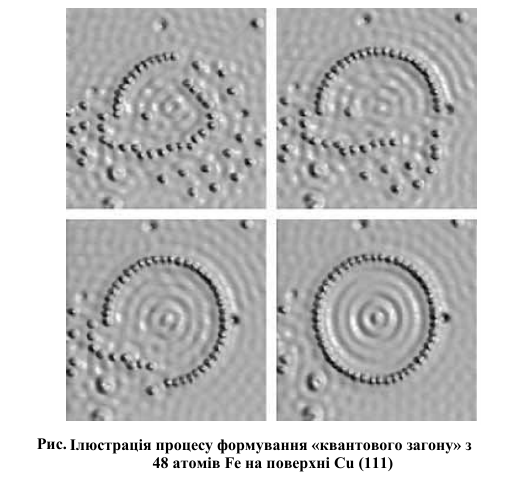 Рис. Ілюстрація процесу формування «квантового загону» з
48 атомів Fe на поверхні Cu (111)